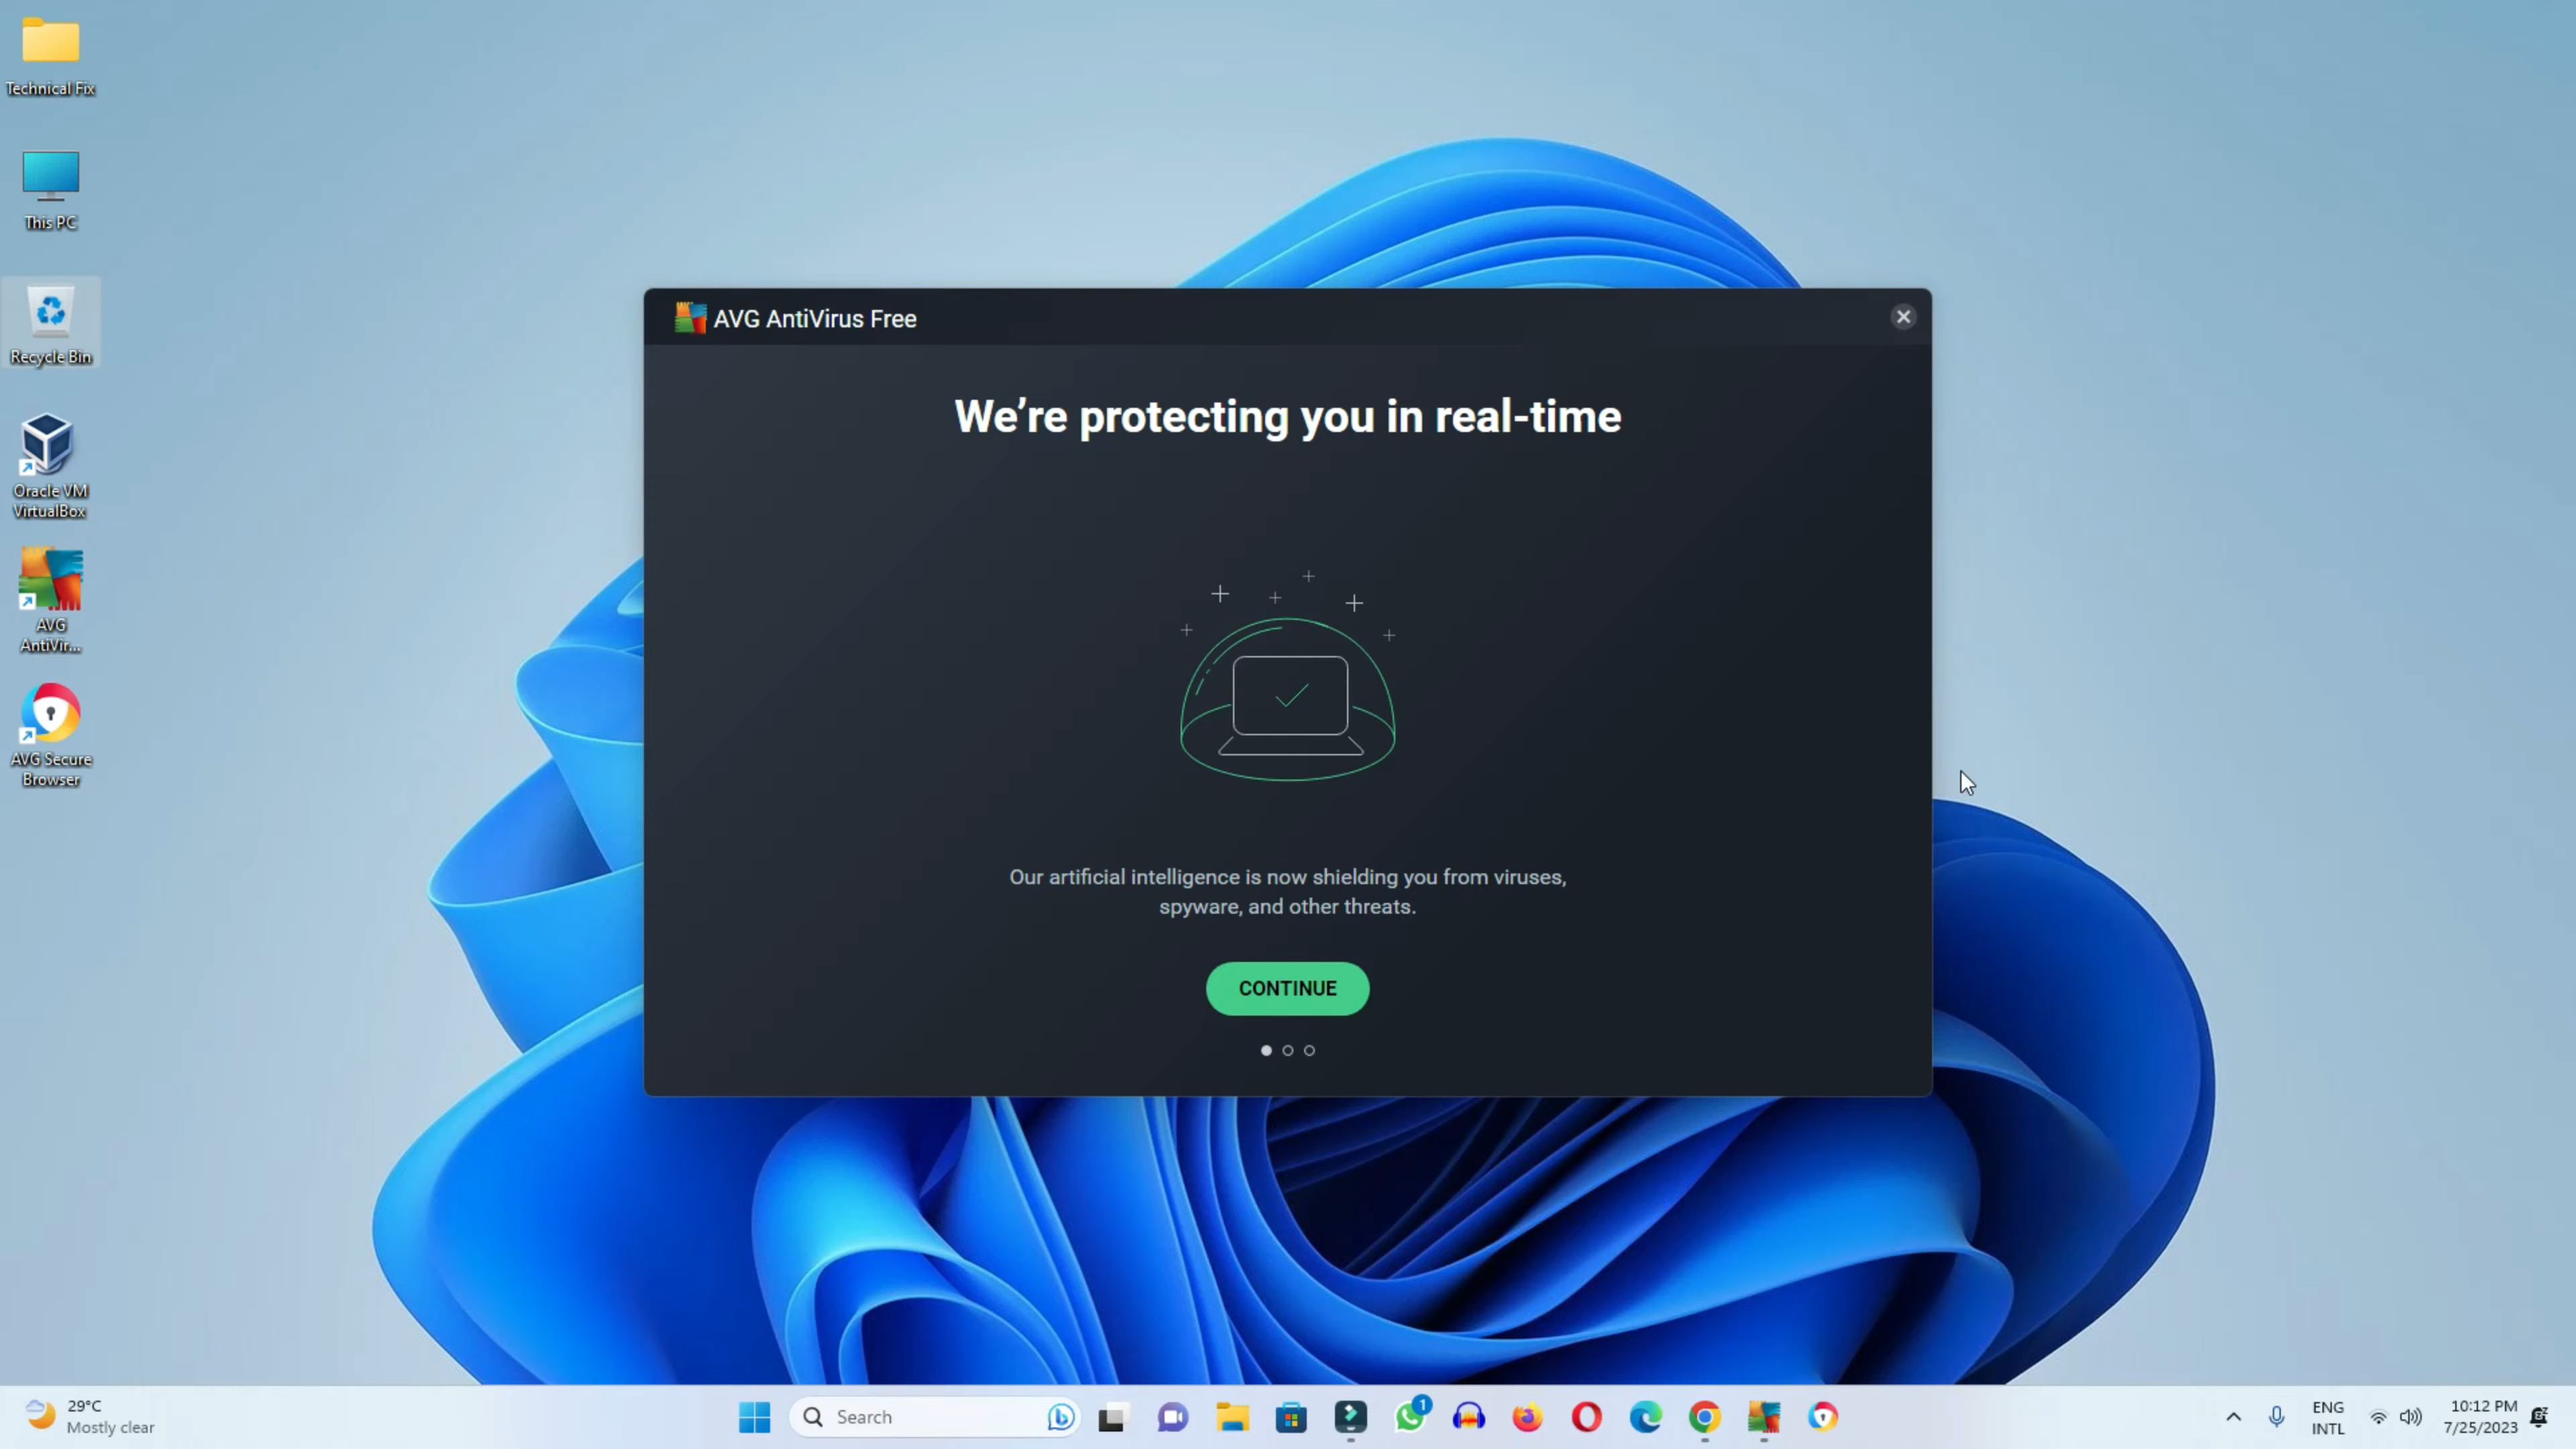 Technical Fix
This PC
Recycle Bin
Oracle VM
VirtualBox
AVG
AntiVir...
AVG Secure
Browser
AVG AntiVirus Free
We’re protecting you in real-time
Our artificial intelligence is now shielding you from viruses,
spyware, and other threats.
CONTINUE
29°C
Mostly clear
Search
1
ENG
INTL
10:12 PM
7/25/2023